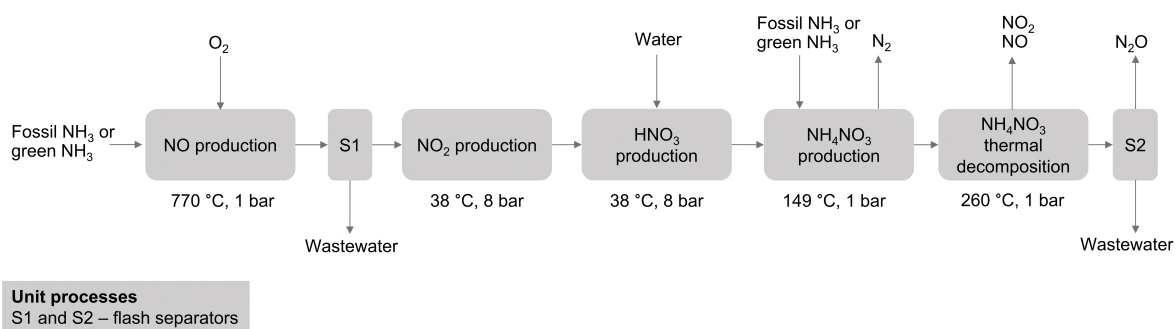 O₂
Water
Fossil NH₃ or
green NH₃
N₂
NO₂
NO
N₂O
Fossil NH₃ or
green NH₃
NO production
S1
NO₂ production
HNO₃
production
NH₄NO₃
production
NH₄NO₃
thermal
decomposition
S2
770 °C, 1 bar
38 °C, 8 bar
38 °C, 8 bar
149 °C, 1 bar
260 °C, 1 bar
Wastewater
Wastewater
Unit processes
S1 and S2 – flash separators